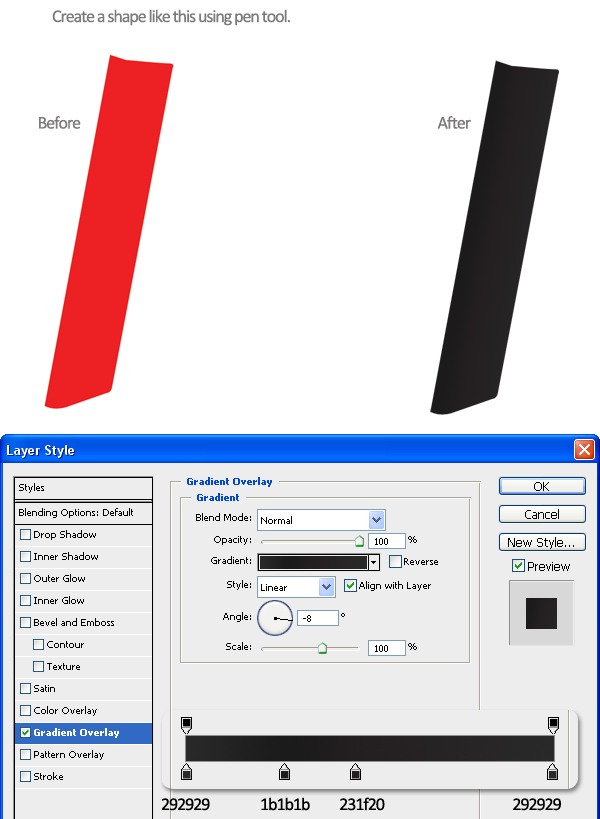 Create a shape like this using pen tool.
Before
After
Layer Style
Styles
Blending Options: Default
Drop Shadow
Inner Shadow
Outer Glow
Inner Glow
Bevel and Emboss
Contour
Texture
Satin
Color Overlay
Gradient Overlay
Pattern Overlay
Stroke
Gradient Overlay
Gradient
Blend Mode: Normal
Opacity: 100 %
Gradient: Reverse
Style: Linear Align with Layer
Angle: -8 °
Scale: 100 %
OK
Cancel
New Style...
Preview
292929 1b1b1b 231f20 292929